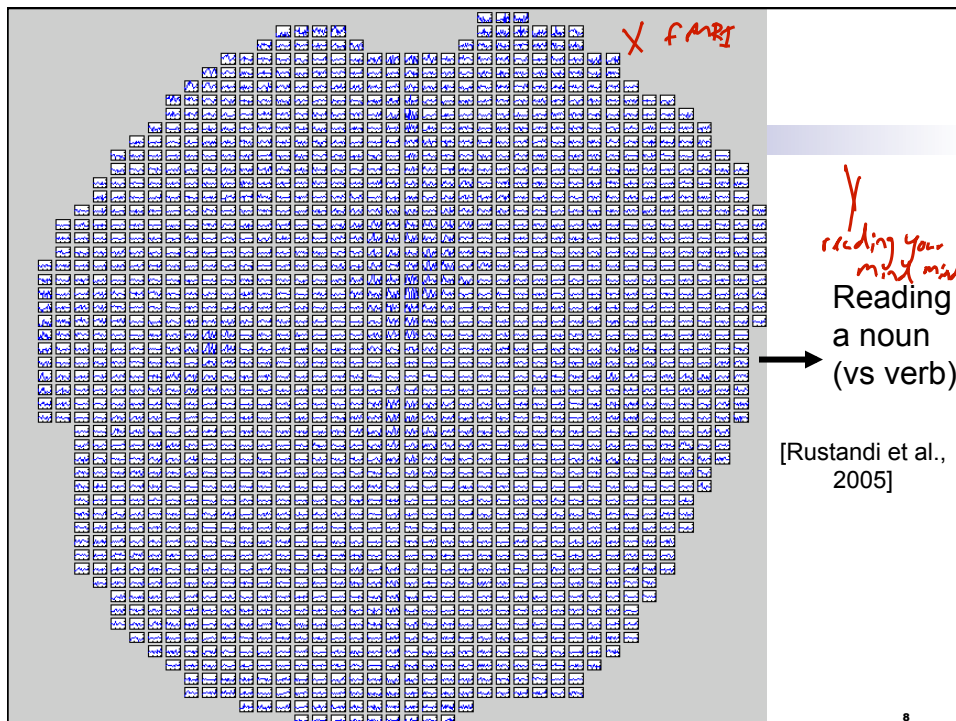 X fMRI
Y
reading your
mind
Reading
a noun
(vs verb)
[Rustandi et al.,
2005]
8